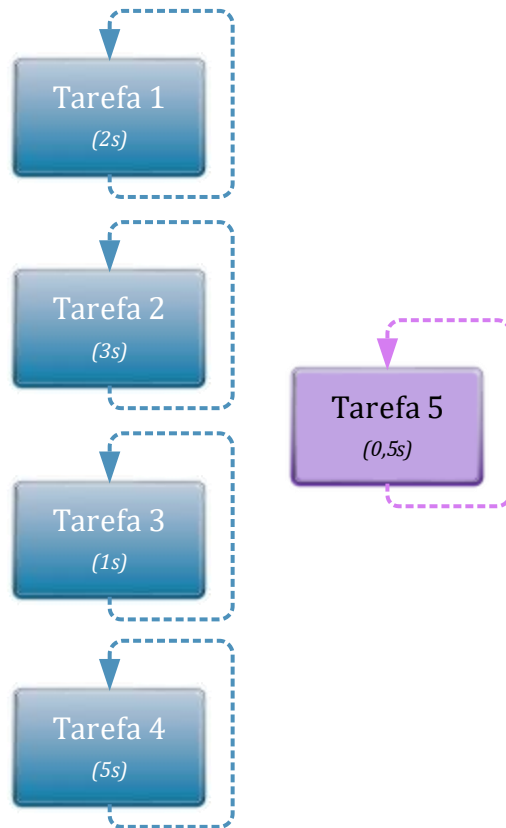 Tarefa 1
(2s)
Tarefa 2
(3s)
Tarefa 5
(0,5s)
Tarefa 3
(1s)
Tarefa 4
(5s)